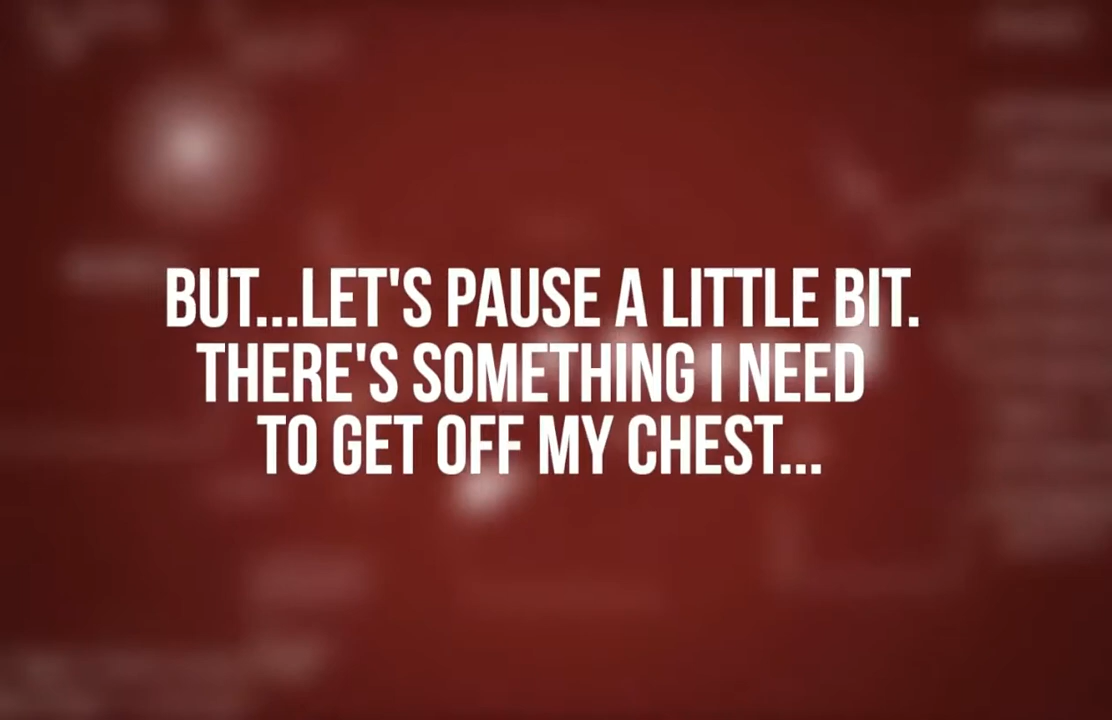 BUT...LET'S PAUSE A LITTLE BIT.
THERE'S SOMETHING I NEED
TO GET OFF MY CHEST...